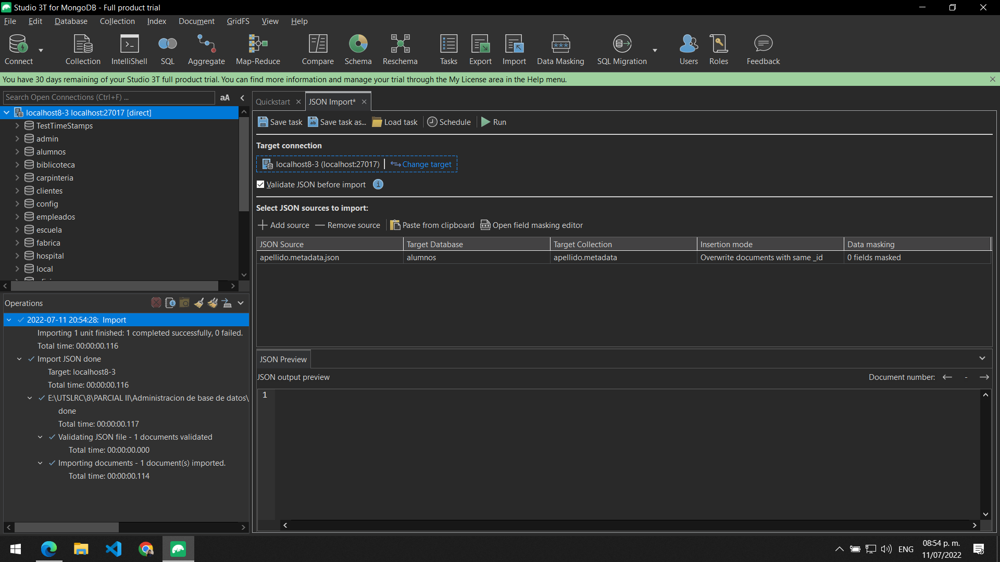 Studio 3T for MongoDB - Full product trial
File Edit Database Collection Index Document GridFS View Help
Connect Collection IntelliShell SQL Aggregate Map-Reduce Compare Schema Reschema Tasks Export Import Data Masking SQL Migration Users Roles Feedback
You have 30 days remaining of your Studio 3T full product trial. You can find more information and manage your trial through the My License area in the Help menu.
Search Open Connections (Ctrl+F) ... aA
localhost8-3 localhost:27017 [direct]
TestTimeStamps
admin
alumnos
biblicoteca
carpinteria
clientes
config
empleados
escuela
fabrica
hospital
local
Operations
2022-07-11 20:54:28: Import
Importing 1 unit finished: 1 completed successfully, 0 failed.
Total time: 00:00:00.116
Import JSON done
Target: localhost8-3
Total time: 00:00:00.116
E:\UTSLRC\8\PARCIAL II\Administracion de base de datos\
done
Total time: 00:00:00.117
Validating JSON file - 1 documents validated
Total time: 00:00:00.000
Importing documents - 1 document(s) imported.
Total time: 00:00:00.114
Quickstart JSON Import*
Save task Save task as... Load task Schedule Run
Target connection
localhost8-3 (localhost:27017) Change target
Validate JSON before import
Select JSON sources to import:
Add source Remove source Paste from clipboard Open field masking editor
JSON Source Target Database Target Collection Insertion mode Data masking
apellido.metadata.json alumnos apellido.metadata Overwrite documents with same _id 0 fields masked
JSON Preview
JSON output preview Document number: -
1
ENG 08:54 p. m.
11/07/2022